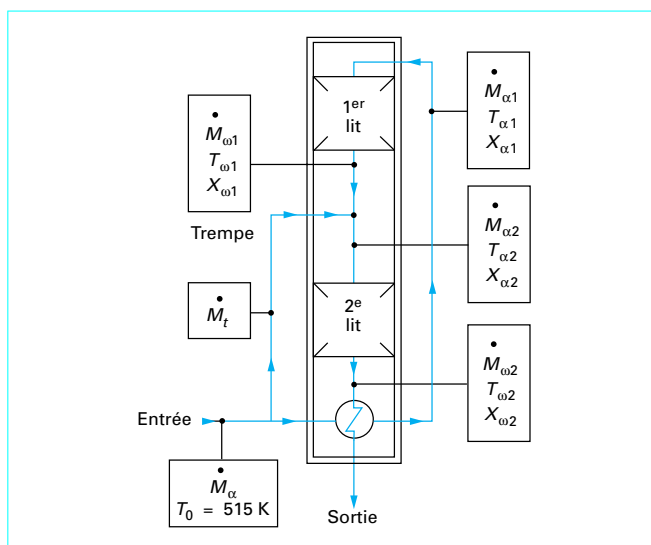 1er
lit
Ṁα1
Tα1
Xα1
Ṁω1
Tω1
Xω1
Trempe
Ṁα2
Tα2
Xα2
Ṁt
2e
lit
Ṁω2
Tω2
Xω2
Entrée
Ṁα
T0 = 515 K
Sortie